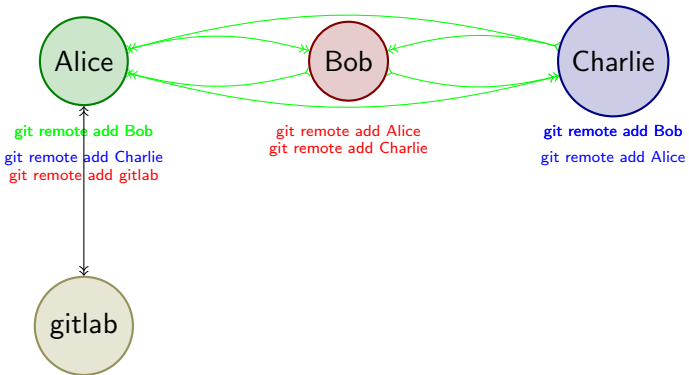 Alice
Bob
Charlie
git remote add Bob
git remote add Charlie
git remote add gitlab
git remote add Alice
git remote add Charlie
git remote add Bob
git remote add Alice
gitlab